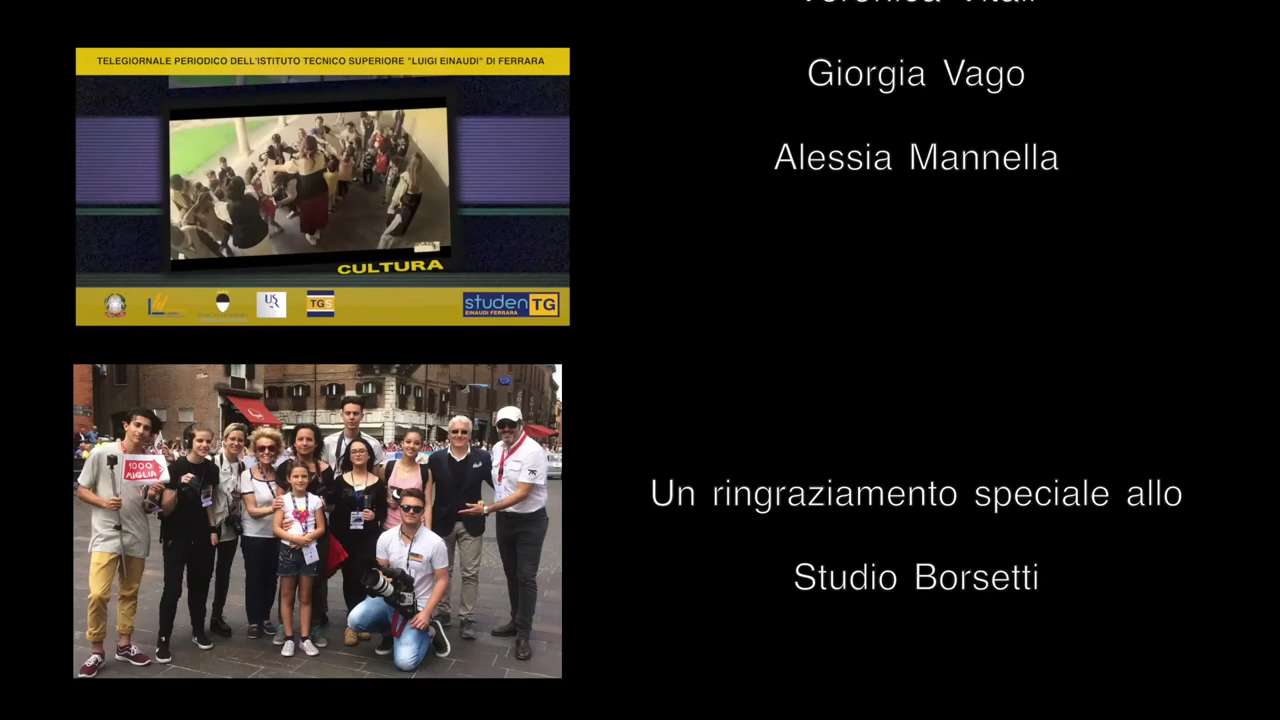 Giorgia Vago
Alessia Mannella
Un ringraziamento speciale allo
Studio Borsetti
TELEGIORNALE PERIODICO DELL'ISTITUTO TECNICO SUPERIORE "LUIGI EINAUDI" DI FERRARA
CULTURA
USR
TGS
studenTG
EINAUDI FERRARA
1000
MIGLIA